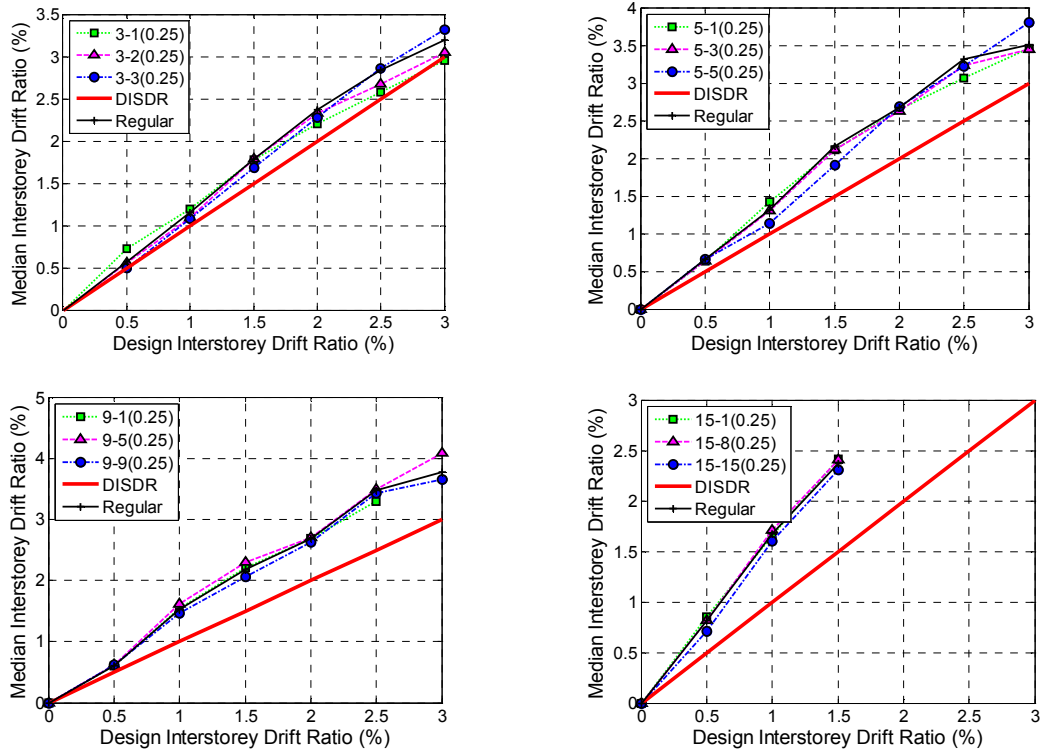 3.5
3
2.5
2
1.5
1
0.5
0
Median Interstorey Drift Ratio (%)
3-1(0.25)
3-2(0.25)
3-3(0.25)
DISDR
Regular
0 0.5 1 1.5 2 2.5 3
Design Interstorey Drift Ratio (%)
4
3.5
3
2.5
2
1.5
1
0.5
0
Median Interstorey Drift Ratio (%)
5-1(0.25)
5-3(0.25)
5-5(0.25)
DISDR
Regular
0 0.5 1 1.5 2 2.5 3
Design Interstorey Drift Ratio (%)
5
4
3
2
1
0
Median Interstorey Drift Ratio (%)
9-1(0.25)
9-5(0.25)
9-9(0.25)
DISDR
Regular
0 0.5 1 1.5 2 2.5 3
Design Interstorey Drift Ratio (%)
3
2.5
2
1.5
1
0.5
0
Median Interstorey Drift Ratio (%)
15-1(0.25)
15-8(0.25)
15-15(0.25)
DISDR
Regular
0 0.5 1 1.5 2 2.5 3
Design Interstorey Drift Ratio (%)